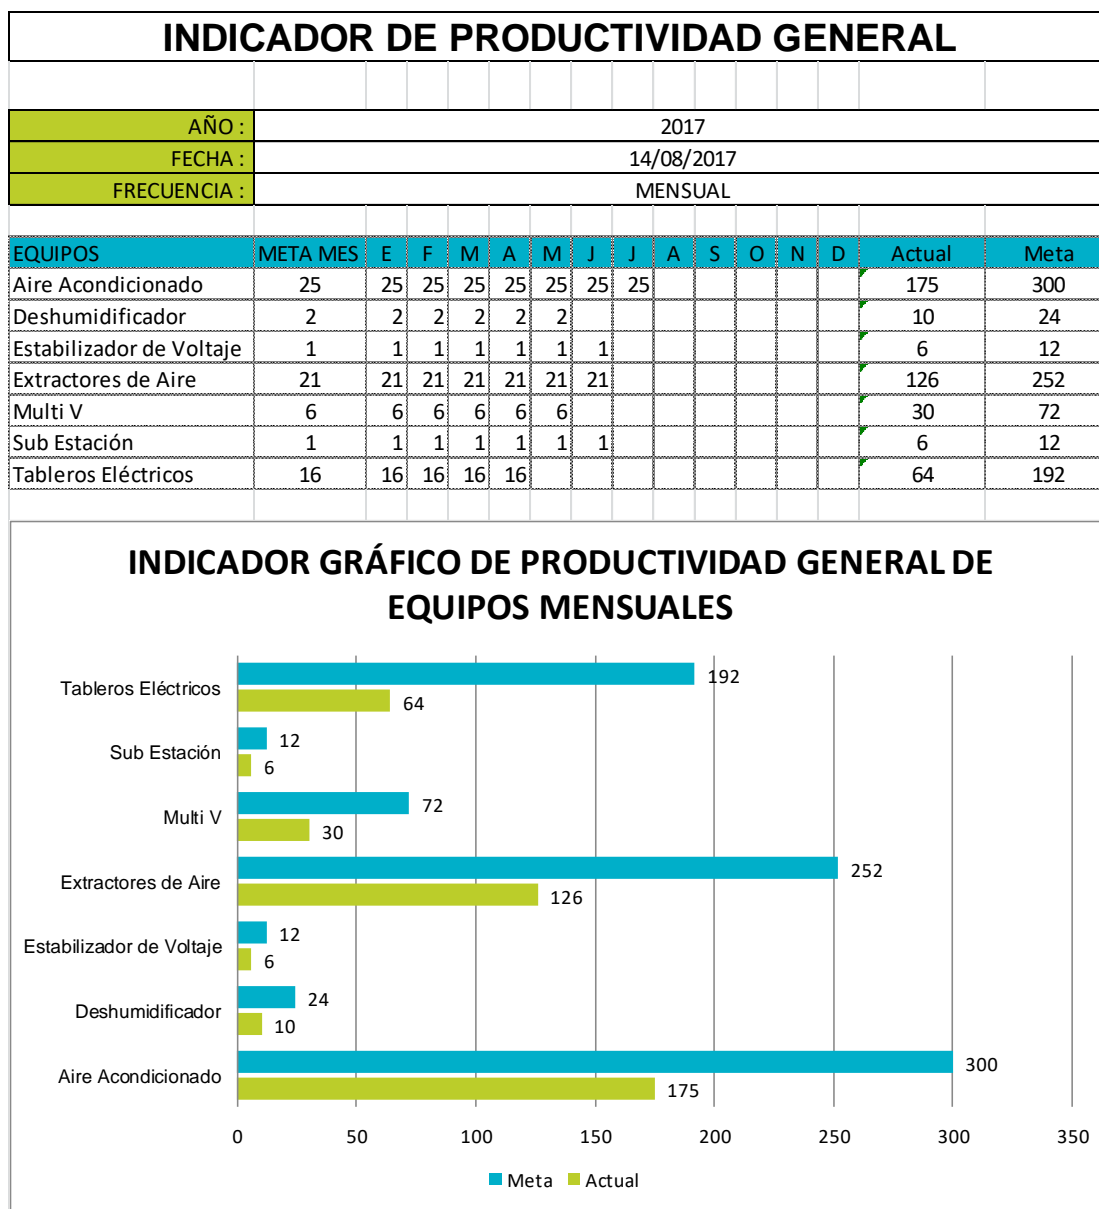 INDICADOR DE PRODUCTIVIDAD GENERAL
AÑO : 2017
FECHA : 14/08/2017
FRECUENCIA : MENSUAL
EQUIPOS META MES E F M A M J J A S O N D Actual Meta
Aire Acondicionado 25 25 25 25 25 25 25 25 175 300
Deshumidificador 2 2 2 2 2 2 10 24
Estabilizador de Voltaje 1 1 1 1 1 1 1 6 12
Extractores de Aire 21 21 21 21 21 21 21 126 252
Multi V 6 6 6 6 6 6 30 72
Sub Estación 1 1 1 1 1 1 1 6 12
Tableros Eléctricos 16 16 16 16 16 64 192
INDICADOR GRÁFICO DE PRODUCTIVIDAD GENERAL DE
EQUIPOS MENSUALES
Tableros Eléctricos 192
64
Sub Estación 12
6
Multi V 72
30
Extractores de Aire 252
126
Estabilizador de Voltaje 12
6
Deshumidificador 24
10
Aire Acondicionado 300
175
0 50 100 150 200 250 300 350
Meta Actual